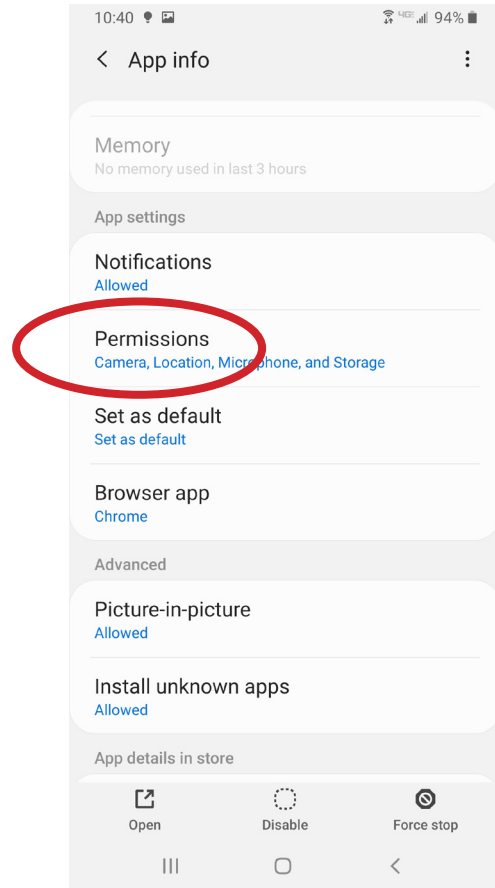 10:40 4GE 94%
App info
Memory
No memory used in last 3 hours
App settings
Notifications
Allowed
Permissions
Camera, Location, Microphone, and Storage
Set as default
Set as default
Browser app
Chrome
Advanced
Picture-in-picture
Allowed
Install unknown apps
Allowed
App details in store
Open Disable Force stop